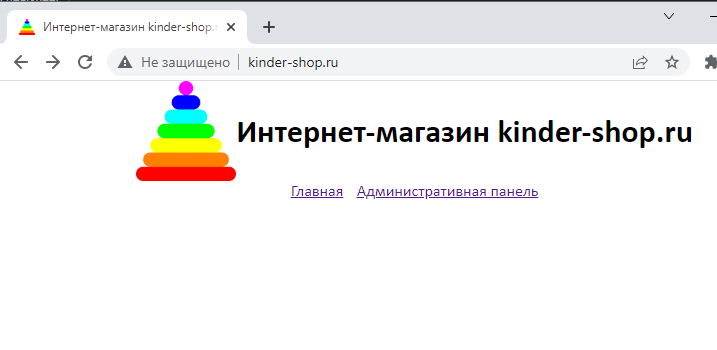 Интернет-магазин kinder-shop.r
Не защищено kinder-shop.ru
Интернет-магазин kinder-shop.ru
Главная Административная панель